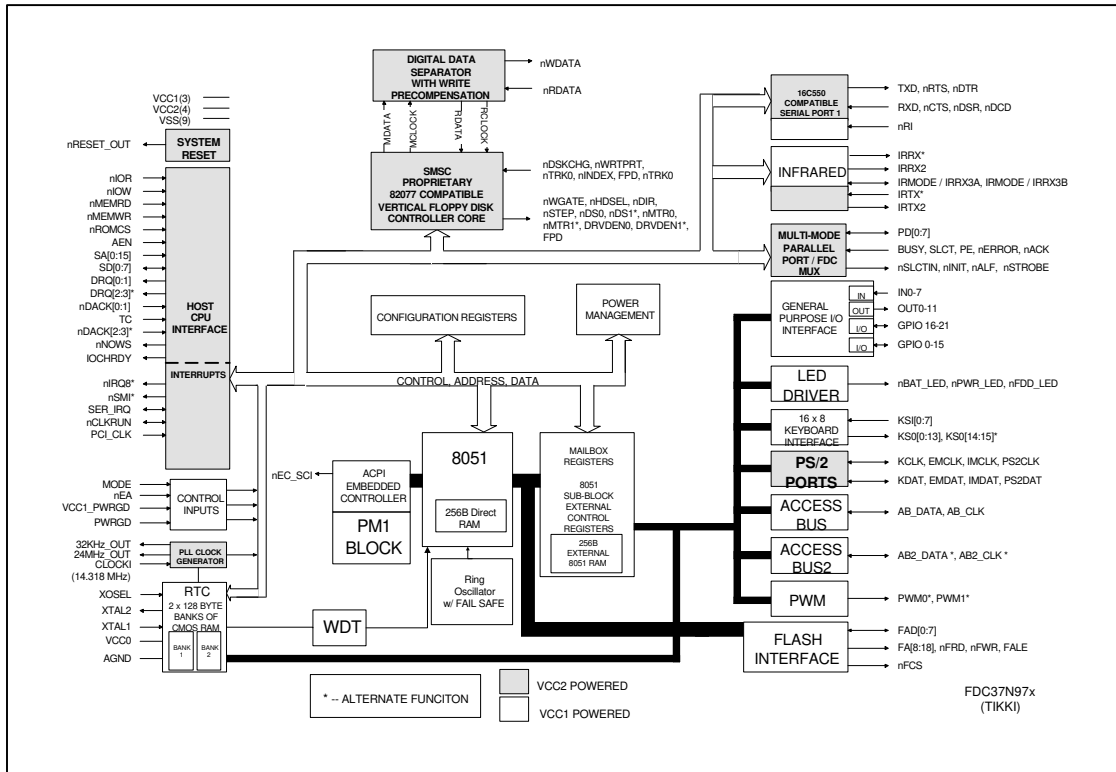 DIGITAL DATA
SEPARATOR
WITH WRITE
PRECOMPENSATION
nWDATA
nRDATA
MDATA
MCLOCK
RDATA
RCLOCK
VCC1(3)
VCC2(4)
VSS(9)
nRESET_OUT
SYSTEM
RESET
SMSC
PROPRIETARY
82077 COMPATIBLE
VERTICAL FLOPPY DISK
CONTROLLER CORE
nDSKCHG, nWRTPRT,
nTRK0, nINDEX, FPD, nTRK0
nWGATE, nHDSEL, nDIR,
nSTEP, nDS0, nDS1*, nMTR0,
nMTR1*, DRVDEN0, DRVDEN1*,
FPD
16C550
COMPATIBLE
SERIAL PORT 1
TXD, nRTS, nDTR
RXD, nCTS, nDSR, nDCD
nRI
INFRARED
IRRX*
IRRX2
IRMODE / IRRX3A, IRMODE / IRRX3B
IRTX*
IRTX2
MULTI-MODE
PARALLEL
PORT / FDC
MUX
PD[0:7]
BUSY, SLCT, PE, nERROR, nACK
nSLCTIN, nINIT, nALF, nSTROBE
nIOR
nIOW
nMEMRD
nMEMWR
nROMCS
AEN
SA[0:15]
SD[0:7]
DRQ[0:1]
DRQ[2:3]*
nDACK[0:1]
TC
nDACK[2:3]*
nNOWS
IOCHRDY
HOST
CPU
INTERFACE
INTERRUPTS
nIRQ8*
nSMI*
SER_IRQ
nCLKRUN
PCI_CLK
CONFIGURATION REGISTERS
POWER
MANAGEMENT
CONTROL, ADDRESS, DATA
GENERAL
PURPOSE I/O
INTERFACE
IN
OUT
I/O
I/O
IN0-7
OUT0-11
GPIO 16-21
GPIO 0-15
LED
DRIVER
nBAT_LED, nPWR_LED, nFDD_LED
16 x 8
KEYBOARD
INTERFACE
KSI[0:7]
KS0[0:13], KS0[14:15]*
PS/2
PORTS
KCLK, EMCLK, IMCLK, PS2CLK
KDAT, EMDAT, IMDAT, PS2DAT
ACCESS
BUS
AB_DATA, AB_CLK
ACCESS
BUS2
AB2_DATA *, AB2_CLK *
PWM
PWM0*, PWM1*
FLASH
INTERFACE
FAD[0:7]
FA[8:18], nFRD, nFWR, FALE
nFCS
nEC_SCI
ACPI
EMBEDDED
CONTROLLER
PM1
BLOCK
8051
256B Direct
RAM
MAILBOX
REGISTERS
8051
SUB-BLOCK
EXTERNAL
CONTROL
REGISTERS
256B
EXTERNAL
8051 RAM
Ring
Oscillator
w/ FAIL SAFE
WDT
MODE
nEA
VCC1_PWRGD
PWRGD
CONTROL
INPUTS
32KHz_OUT
24MHz_OUT
CLOCKI
(14.318 MHz)
PLL CLOCK
GENERATOR
XOSEL
XTAL2
XTAL1
VCC0
AGND
RTC
2 x 128 BYTE
BANKS OF
CMOS RAM
BANK
1
BANK
2
* -- ALTERNATE FUNCITON
VCC2 POWERED
VCC1 POWERED
FDC37N97x
(TIKKI)